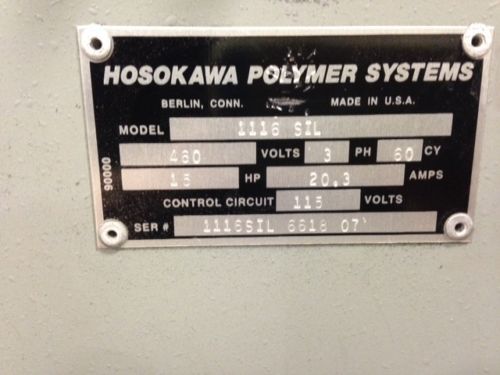 HOSOKAWA POLYMER SYSTEMS
BERLIN, CONN. MADE IN U.S.A.
MODEL 1116 SIL
460 VOLTS 3 PH 60 CY
15 HP 20.3 AMPS
CONTROL CIRCUIT 115 VOLTS
SER # 1116SIL 6618 07
00006